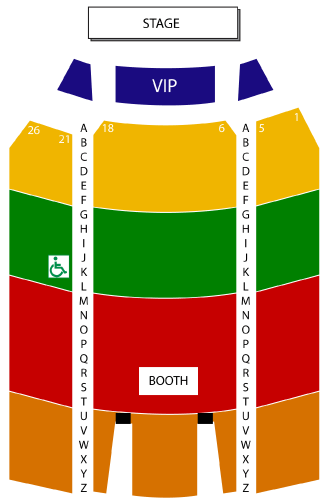 STAGE
VIP
26 21 18 6 5 1
A A
B B
C C
D D
E E
F F
G G
H H
I I
J J
K K
L L
M M
N N
O O
P P
Q Q
R R
S S
T T
U U
V V
W W
X X
Y Y
Z Z
BOOTH